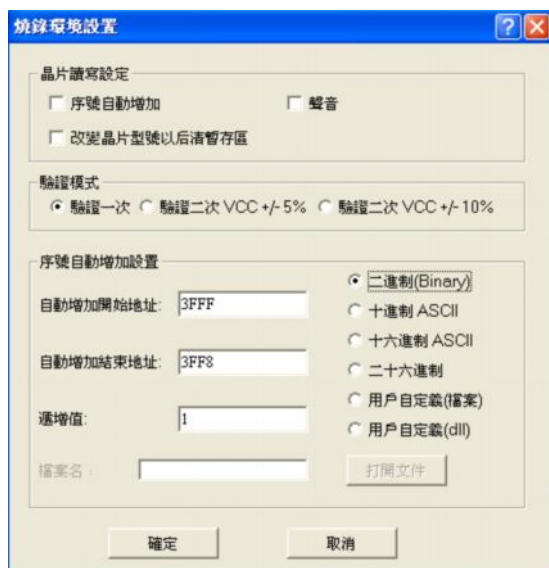 燒錄環境設置
晶片讀寫設定
序號自動增加 聲音
改變晶片型號以后清暫存區
驗證模式
驗證一次 驗證二次 VCC +/- 5% 驗證二次 VCC +/- 10%
序號自動增加設置
二進制(Binary)
自動增加開始地址: 3FFF
十進制 ASCII
十六進制 ASCII
自動增加結束地址: 3FF8
二十六進制
用戶自定義(檔案)
遞增值: 1
用戶自定義(dll)
檔案名: 打開文件
確定 取消